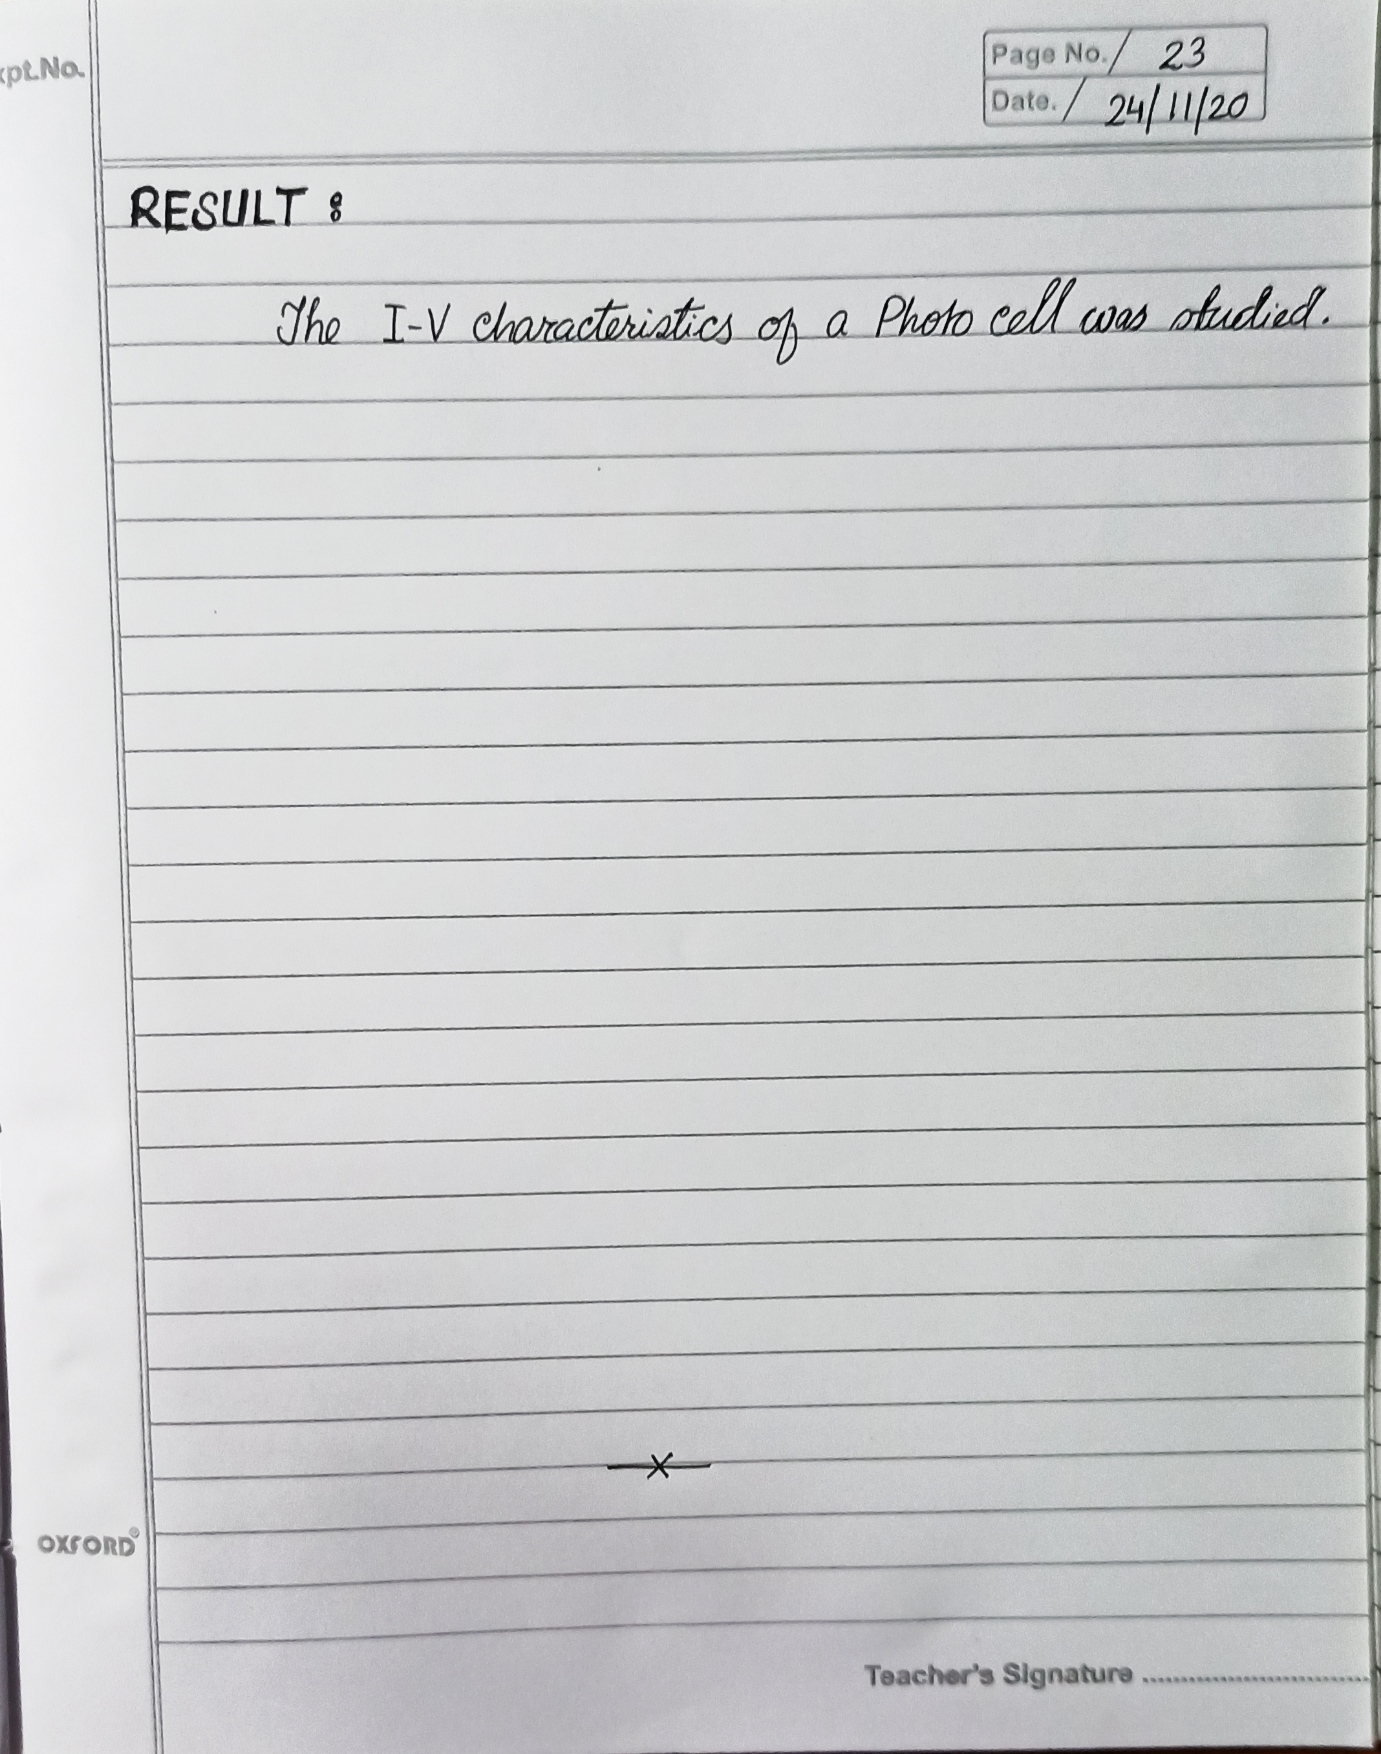 xpt.No.
Page No. / 23
Date. / 24/11/20
RESULT :
The I-V characteristics of a Photo cell was studied.
x
OXFORD®
Teacher's Signature ..............................